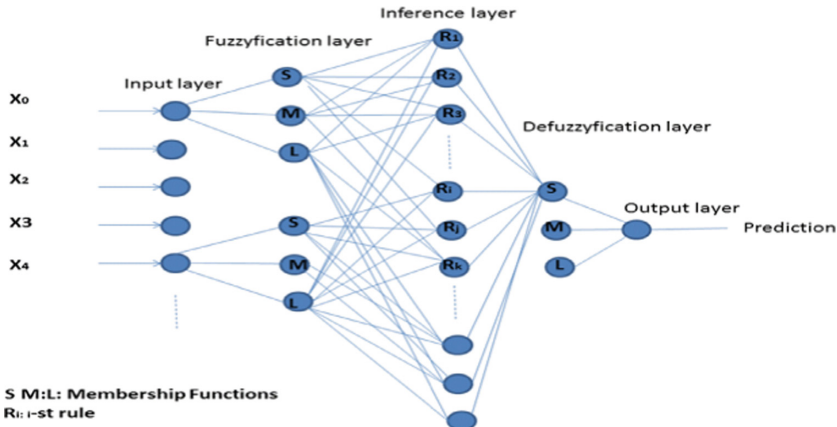 Inference layer
Fuzzyfication layer
Input layer
Defuzzyfication layer
Output layer
Prediction
X₀
X₁
X₂
X3
X₄
S
M
L
S
M
L
R₁
R₂
R₃
Rᵢ
Rⱼ
Rₖ
S
M
L
S M:L: Membership Functions
Rᵢ: i-st rule